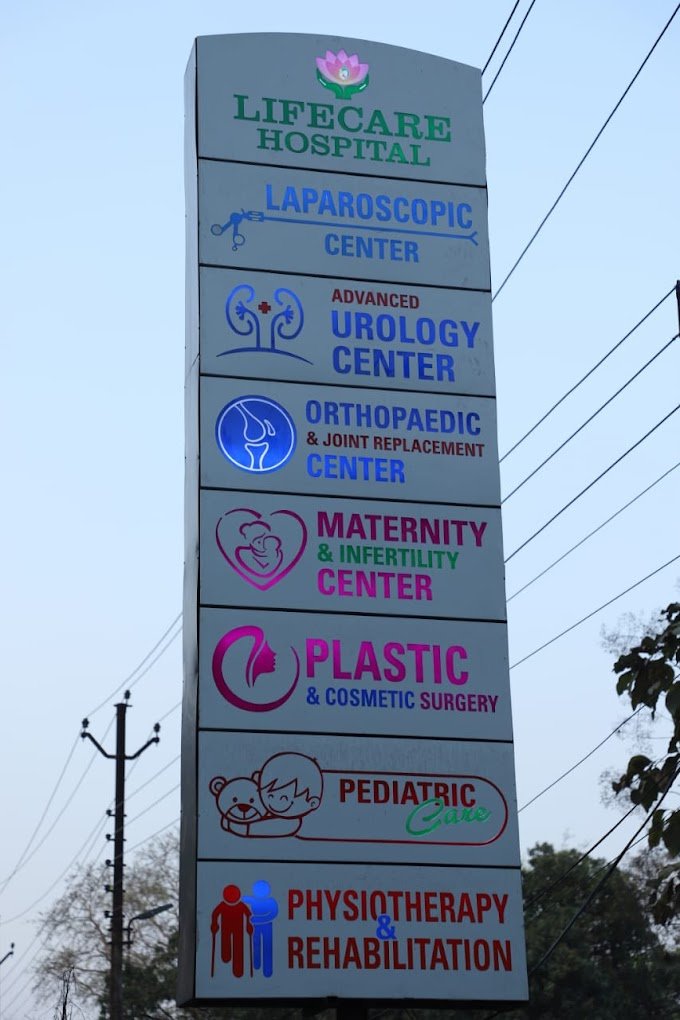 LIFECARE
HOSPITAL
LAPAROSCOPIC
CENTER
ADVANCED
UROLOGY
CENTER
ORTHOPAEDIC
& JOINT REPLACEMENT
CENTER
MATERNITY
& INFERTILITY
CENTER
PLASTIC
& COSMETIC SURGERY
PEDIATRIC
Care
PHYSIOTHERAPY
&
REHABILITATION